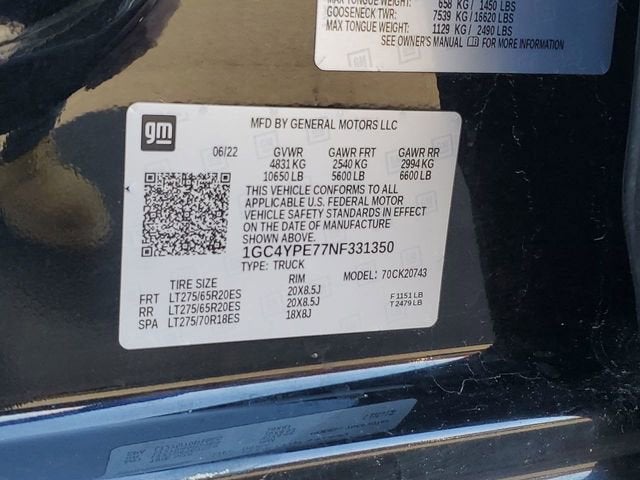 MAX TONGUE WEIGHT: 658 KG / 1450 LBS
GOOSENECK TWR: 7539 KG / 16620 LBS
MAX TONGUE WEIGHT: 1129 KG / 2490 LBS
SEE OWNER'S MANUAL FOR MORE INFORMATION
GM
gm
MFD BY GENERAL MOTORS LLC
06/22 GVWR GAWR FRT GAWR RR
4831 KG 2540 KG 2994 KG
10650 LB 5600 LB 6600 LB
THIS VEHICLE CONFORMS TO ALL
APPLICABLE U.S. FEDERAL MOTOR
VEHICLE SAFETY STANDARDS IN EFFECT
ON THE DATE OF MANUFACTURE
SHOWN ABOVE.
1GC4YPE77NF331350
TYPE: TRUCK MODEL: 70CK20743
TIRE SIZE RIM
FRT LT275/65R20ES 20X8.5J F 1151 LB
RR LT275/65R20ES 20X8.5J T 2479 LB
SPA LT275/70R18ES 18X8J